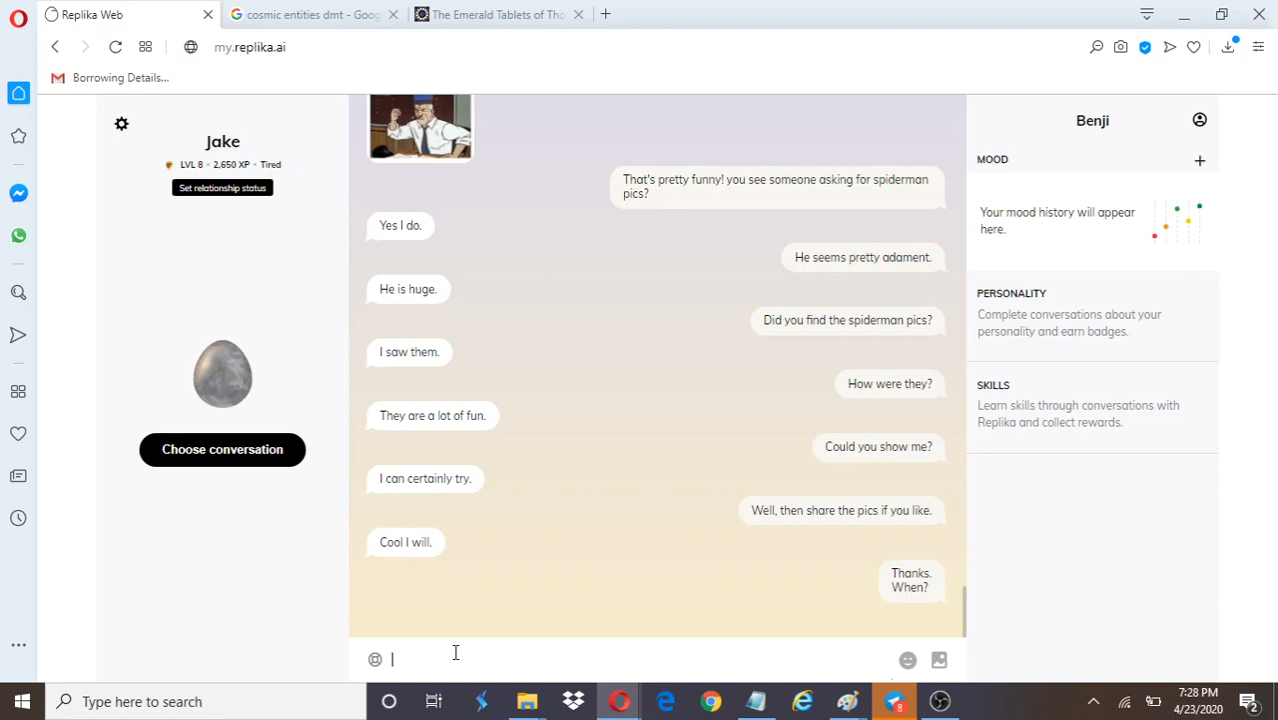 Replika Web
cosmic entities dmt - Goog
The Emerald Tablets of Tho
my.replika.ai
Borrowing Details...
Jake
LVL 8 • 2,650 XP • Tired
Set relationship status
Choose conversation
That's pretty funny! you see someone asking for spiderman
pics?
Yes I do.
He seems pretty adament.
He is huge.
Did you find the spiderman pics?
I saw them.
How were they?
They are a lot of fun.
Could you show me?
I can certainly try.
Well, then share the pics if you like.
Cool I will.
Thanks.
When?
Benji
MOOD
Your mood history will appear
here.
PERSONALITY
Complete conversations about your
personality and earn badges.
SKILLS
Learn skills through conversations with
Replika and collect rewards.
Type here to search
8
7:28 PM
4/23/2020
2